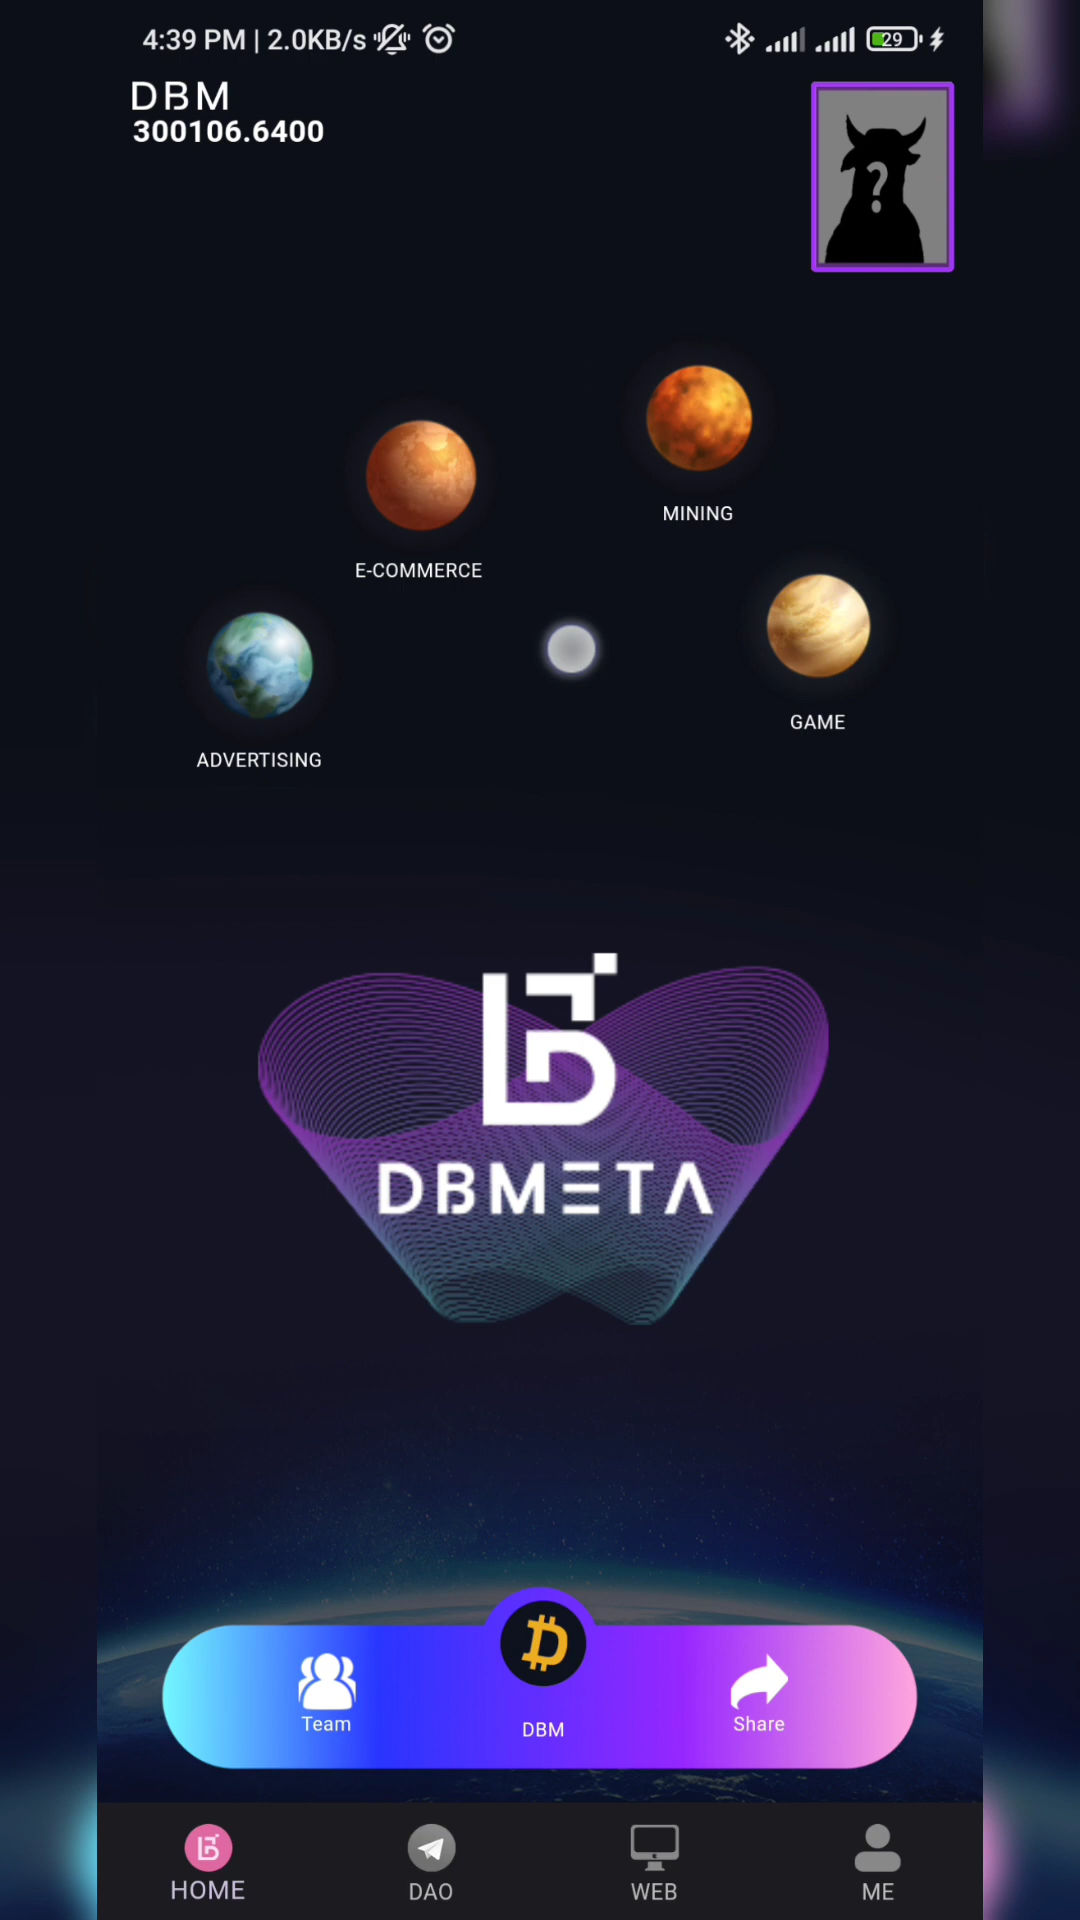 4:39 PM | 2.0KB/s
29
DBM
300106.6400
?
MINING
E-COMMERCE
GAME
ADVERTISING
DBMETA
Team
DBM
Share
HOME
DAO
WEB
ME